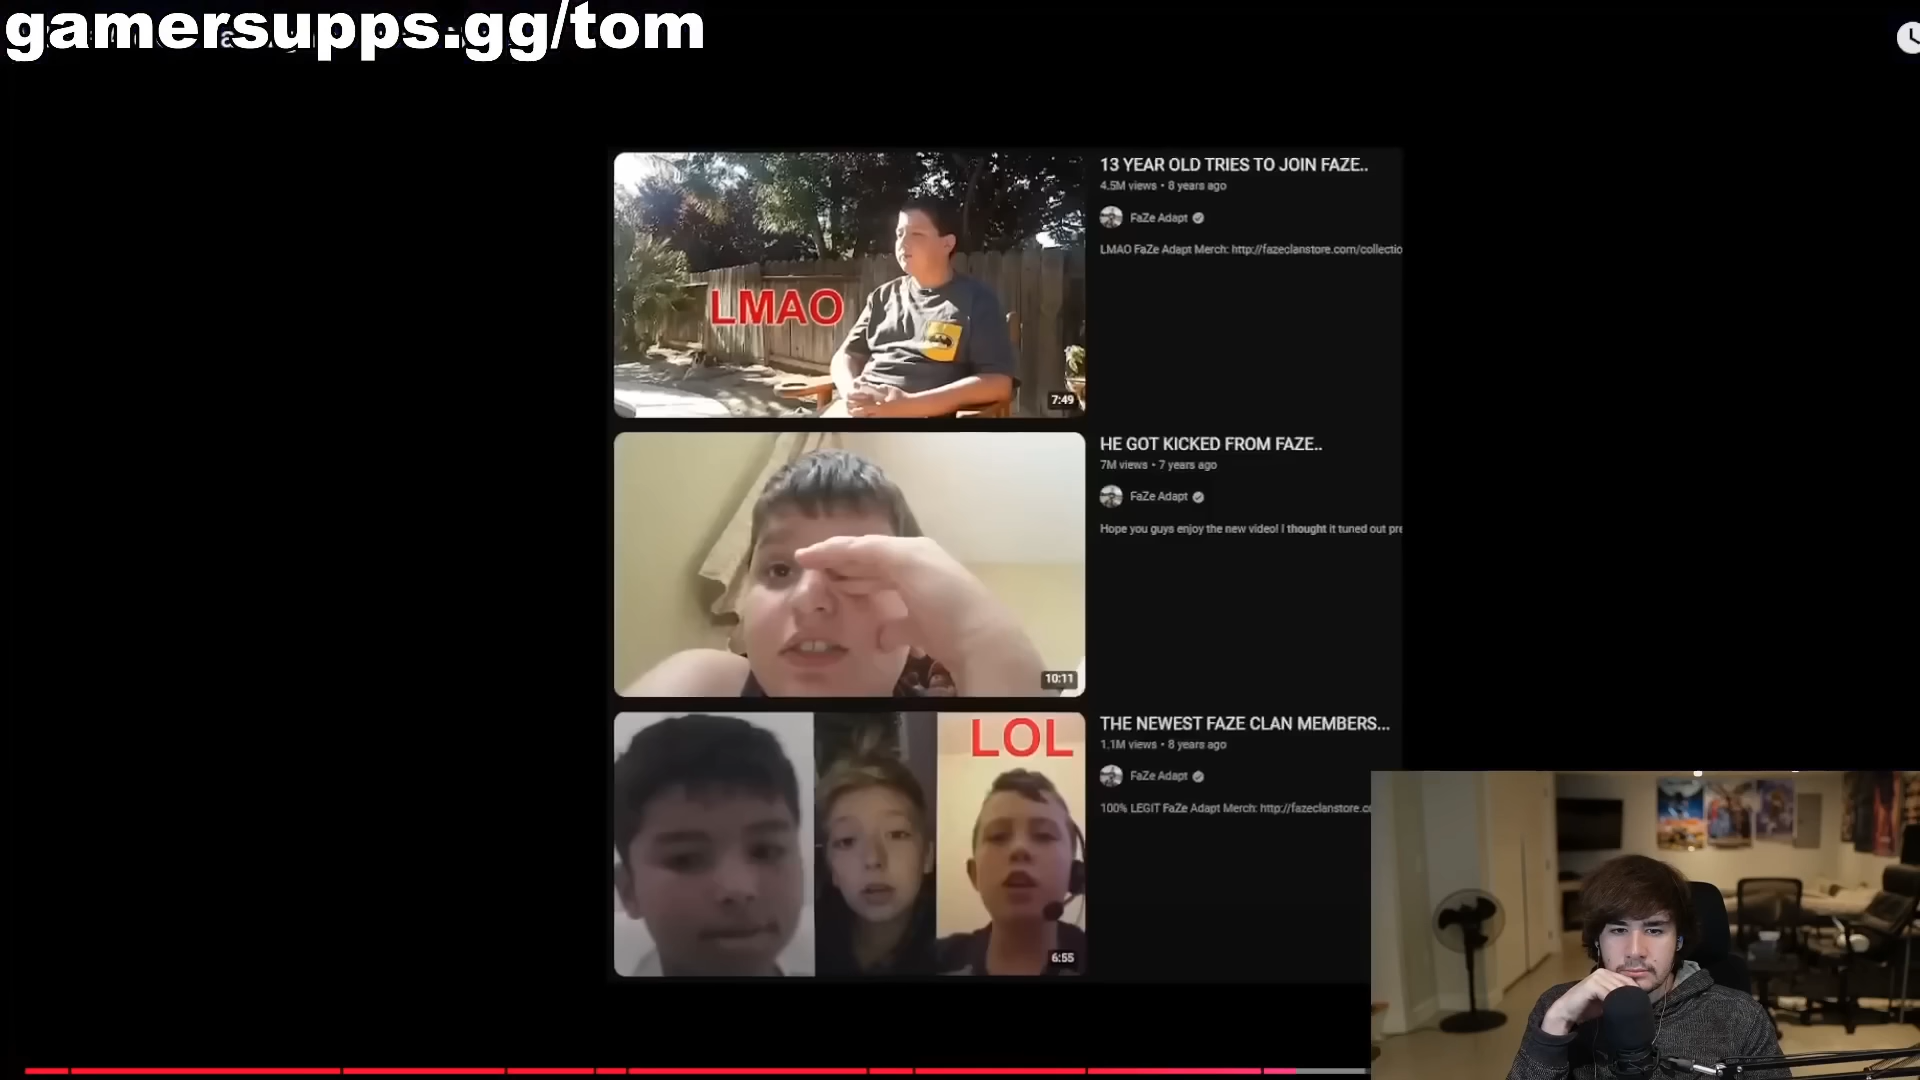 gamersupps.gg/tom
LMAO
7:49
13 YEAR OLD TRIES TO JOIN FAZE..
4.5M views • 8 years ago
FaZe Adapt
LMAO FaZe Adapt Merch: http://fazeclanstore.com/collectio
10:11
HE GOT KICKED FROM FAZE..
7M views • 7 years ago
FaZe Adapt
Hope you guys enjoy the new video! I thought it tuned out pre
LOL
6:55
THE NEWEST FAZE CLAN MEMBERS...
1.1M views • 8 years ago
FaZe Adapt
100% LEGIT FaZe Adapt Merch: http://fazeclanstore.co